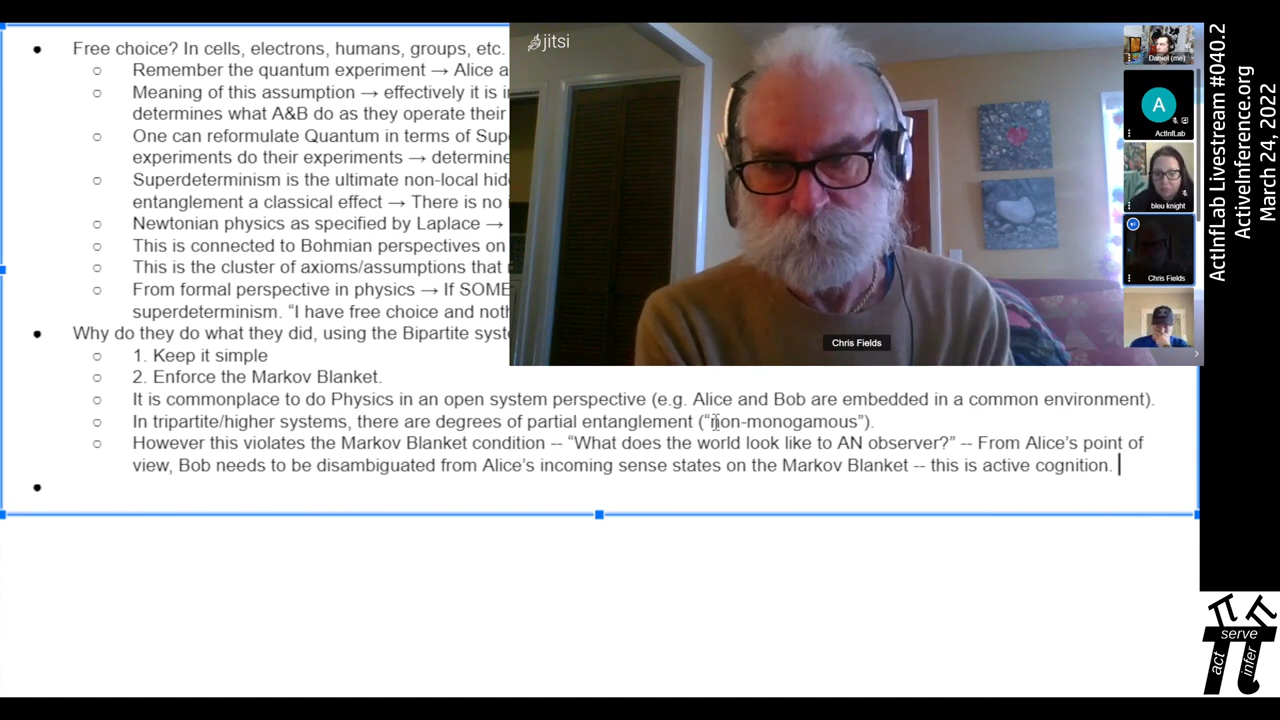 ● Free choice? In cells, electrons, humans, groups, etc.
○ Remember the quantum experiment → Alice a
○ Meaning of this assumption → effectively it is i
determines what A&B do as they operate their
○ One can reformulate Quantum in terms of Supe
experiments do their experiments → determine
○ Superdeterminism is the ultimate non-local hid
entanglement a classical effect → There is no
○ Newtonian physics as specified by Laplace →
○ This is connected to Bohmian perspectives on
○ This is the cluster of axioms/assumptions that
○ From formal perspective in physics → If SOME
superdeterminism. “I have free choice and noth
● Why do they do what they did, using the Bipartite syste
○ 1. Keep it simple
○ 2. Enforce the Markov Blanket.
○ It is commonplace to do Physics in an open system perspective (e.g. Alice and Bob are embedded in a common environment).
○ In tripartite/higher systems, there are degrees of partial entanglement (“non-monogamous”).
○ However this violates the Markov Blanket condition -- “What does the world look like to AN observer?” -- From Alice’s point of
view, Bob needs to be disambiguated from Alice’s incoming sense states on the Markov Blanket -- this is active cognition.
●
jitsi
Chris Fields
Daniel (me)
A
ActInfLab
bleu knight
Chris Fields
ActInfLab Livestream #040.2
ActiveInference.org
March 24, 2022
π π
serve
act
infer